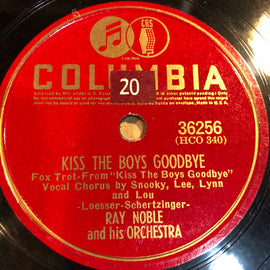 CBS
COLUMBIA
20
36256
(HCO 340)
KISS THE BOYS GOODBYE
Fox Trot-From "Kiss The Boys Goodbye"
Vocal Chorus by Snooky, Lee, Lynn
and Lou
-Loesser-Schertzinger-
RAY NOBLE
and his ORCHESTRA